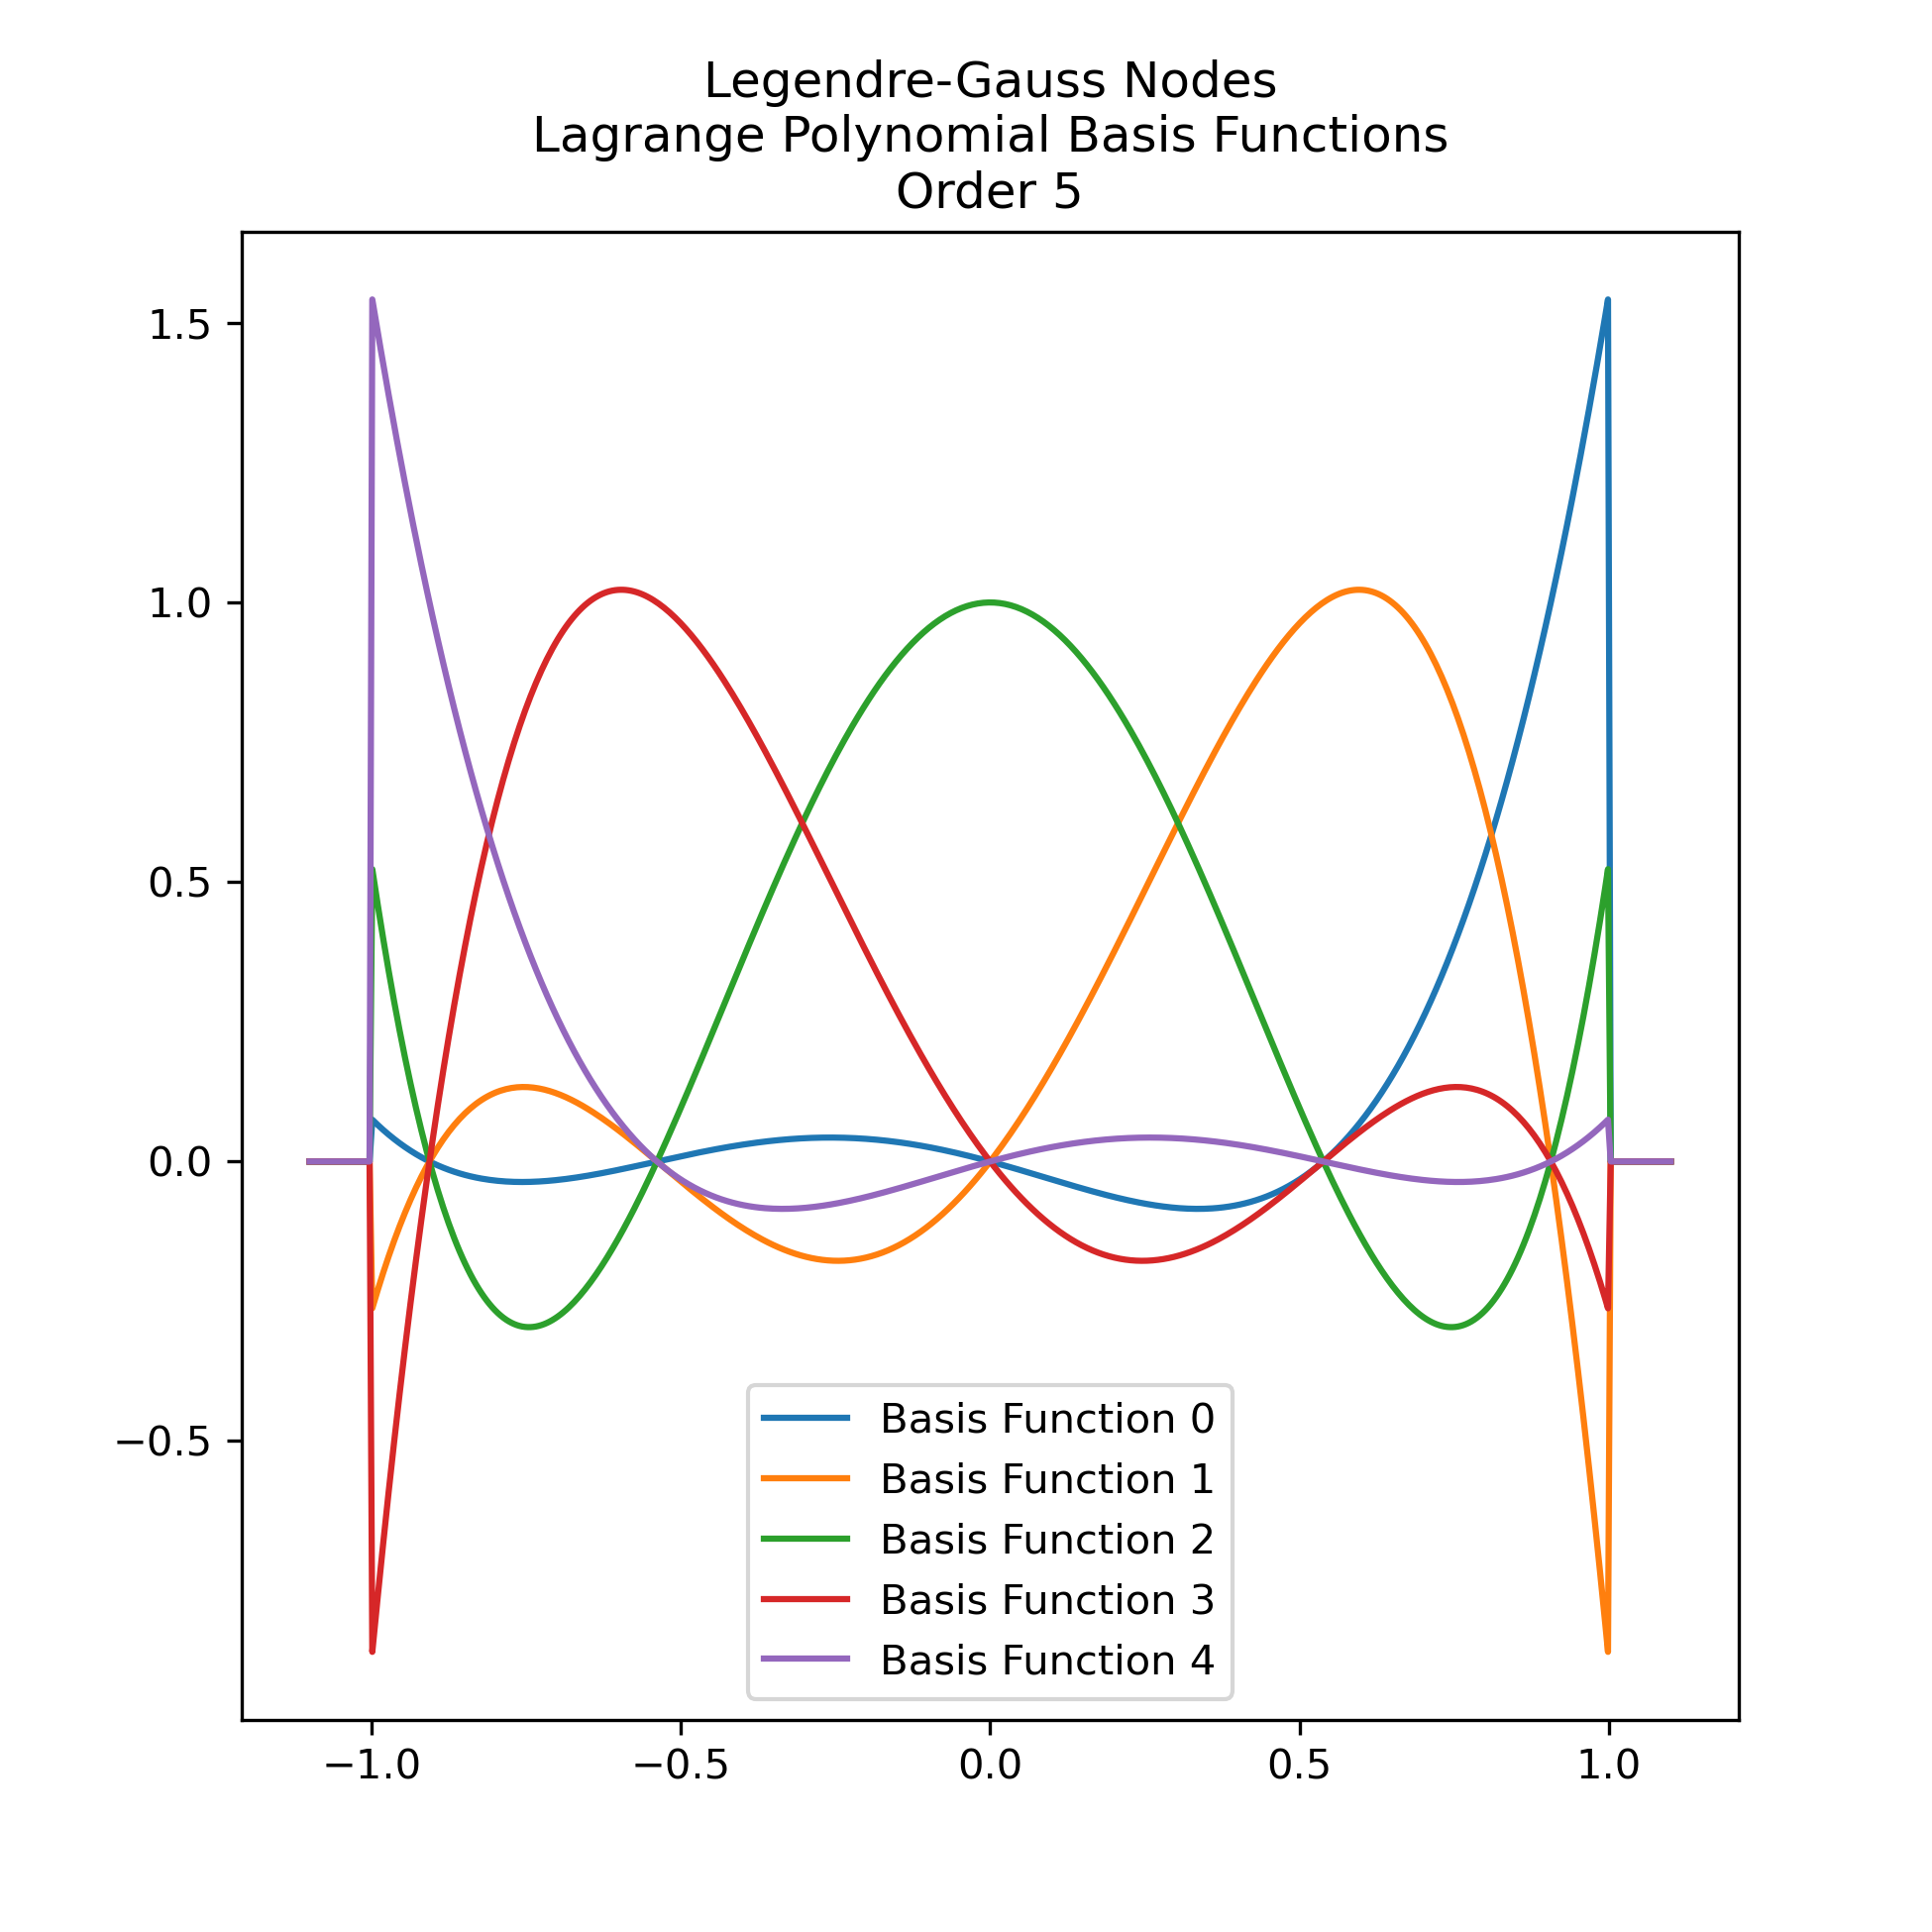 Legendre-Gauss Nodes
Lagrange Polynomial Basis Functions
Order 5
1.5
1.0
0.5
0.0
−0.5
Basis Function 0
Basis Function 1
Basis Function 2
Basis Function 3
Basis Function 4
−1.0 −0.5 0.0 0.5 1.0